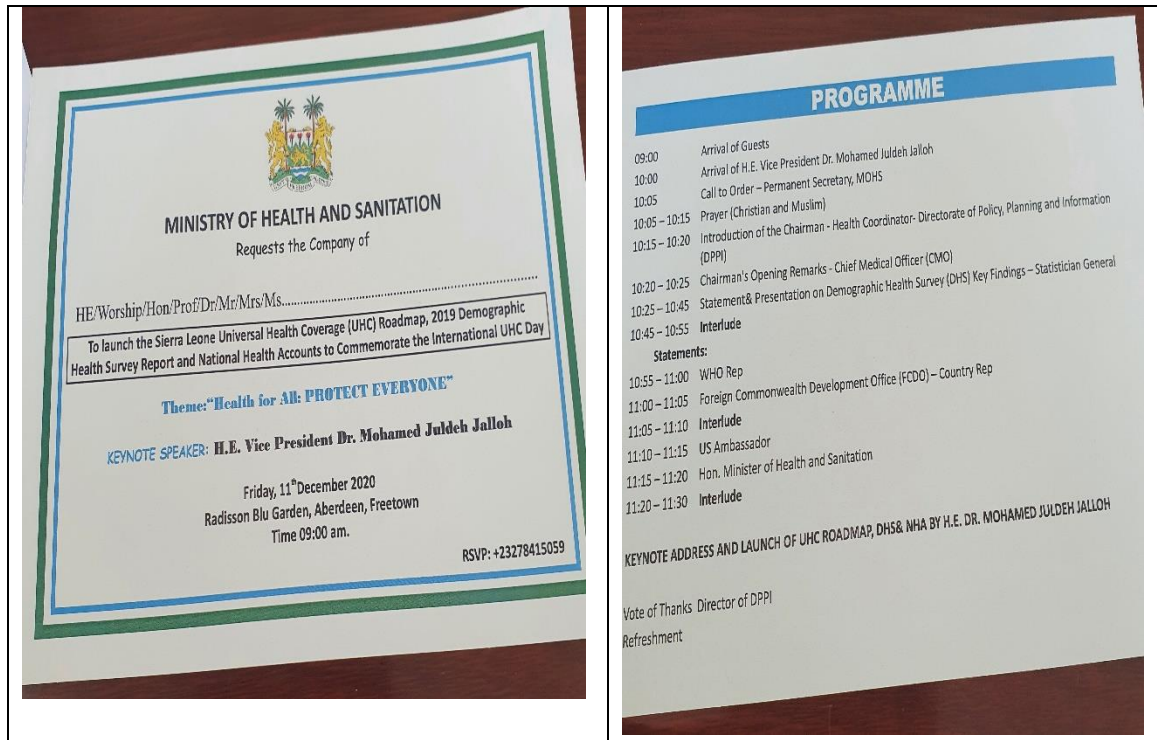 MINISTRY OF HEALTH AND SANITATION
Requests the Company of
HE/Worship/Hon/Prof/Dr/Mr/Mrs/Ms..........................................................................
To launch the Sierra Leone Universal Health Coverage (UHC) Roadmap, 2019 Demographic
Health Survey Report and National Health Accounts to Commemorate the International UHC Day
Theme:"Health for All: PROTECT EVERYONE"
KEYNOTE SPEAKER: H.E. Vice President Dr. Mohamed Juldeh Jalloh
Friday, 11th December 2020
Radisson Blu Garden, Aberdeen, Freetown
Time 09:00 am.
RSVP: +23278415059
PROGRAMME
09:00 Arrival of Guests
10:00 Arrival of H.E. Vice President Dr. Mohamed Juldeh Jalloh
10:05 Call to Order – Permanent Secretary, MOHS
10:05 – 10:15 Prayer (Christian and Muslim)
10:15 – 10:20 Introduction of the Chairman - Health Coordinator- Directorate of Policy, Planning and Information
(DPPI)
10:20 – 10:25 Chairman's Opening Remarks - Chief Medical Officer (CMO)
10:25 – 10:45 Statement& Presentation on Demographic Health Survey (DHS) Key Findings – Statistician General
10:45 – 10:55 Interlude
Statements:
10:55 – 11:00 WHO Rep
11:00 – 11:05 Foreign Commonwealth Development Office (FCDO) – Country Rep
11:05 – 11:10 Interlude
11:10 – 11:15 US Ambassador
11:15 – 11:20 Hon. Minister of Health and Sanitation
11:20 – 11:30 Interlude
KEYNOTE ADDRESS AND LAUNCH OF UHC ROADMAP, DHS& NHA BY H.E. DR. MOHAMED JULDEH JALLOH
Vote of Thanks Director of DPPI
Refreshment